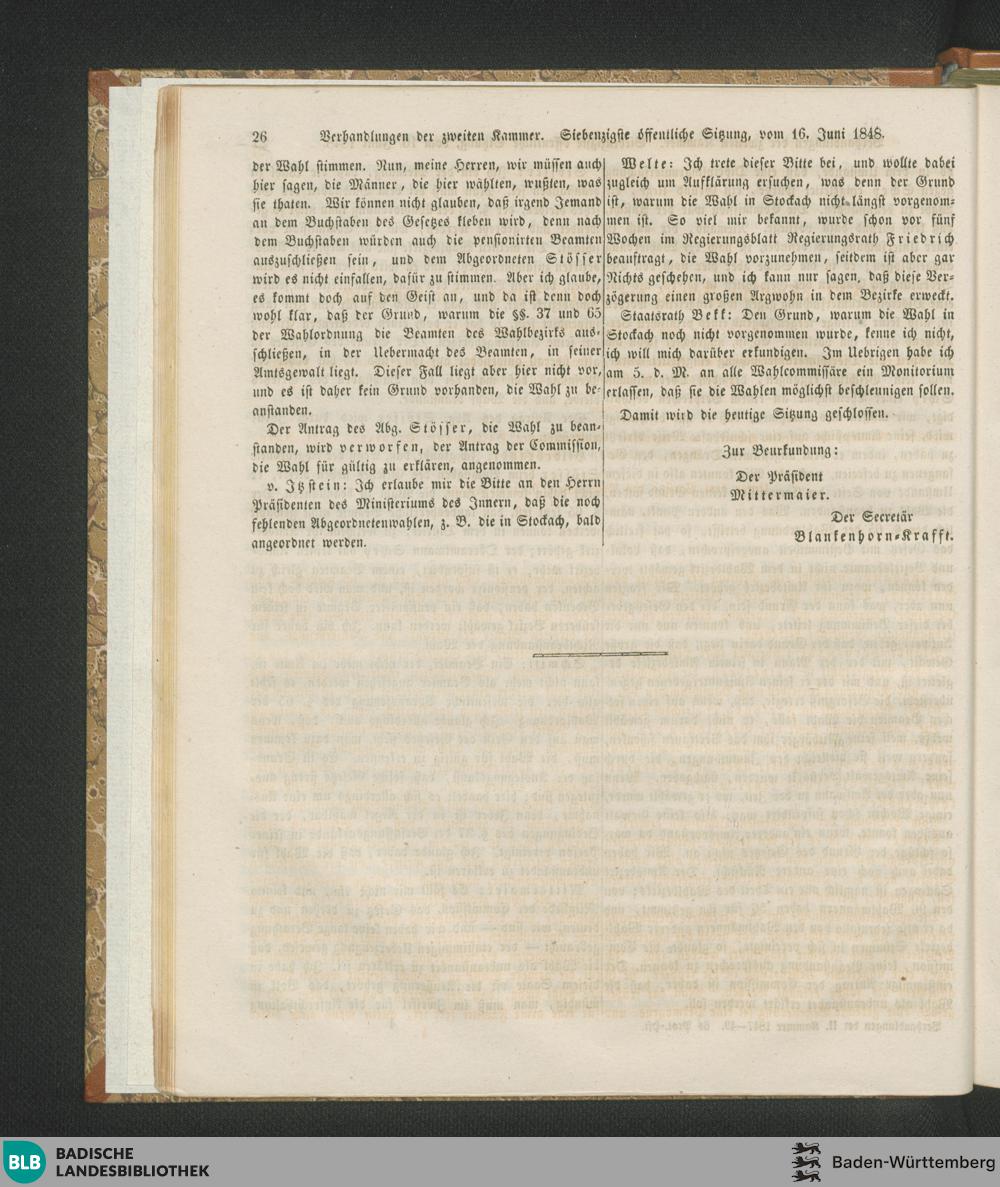 26 Verhandlungen der zweiten Kammer. Siebenzigste öffentliche Sitzung, vom 16. Juni 1848.
der Wahl stimmen. Nun, meine Herren, wir müssen auch
hier sagen, die Männer, die hier wählten, wußten, was
sie thaten. Wir können nicht glauben, daß irgend Jemand
an dem Buchstaben des Gesetzes kleben wird, denn nach
dem Buchstaben würden auch die pensionirten Beamten
auszuschließen sein, und dem Abgeordneten Stösser
wird es nicht einfallen, dafür zu stimmen. Aber ich glaube,
es kommt doch auf den Geist an, und da ist denn doch
wohl klar, daß der Grund, warum die §§. 37 und 65
der Wahlordnung die Beamten des Wahlbezirks aus-
schließen, in der Uebermacht des Beamten, in seiner
Amtsgewalt liegt. Dieser Fall liegt aber hier nicht vor,
und es ist daher kein Grund vorhanden, die Wahl zu be-
anstanden.
Der Antrag des Abg. Stösser, die Wahl zu bean-
standen, wird verworfen, der Antrag der Commission,
die Wahl für gültig zu erklären, angenommen.
v. Itzstein: Ich erlaube mir die Bitte an den Herrn
Präsidenten des Ministeriums des Innern, daß die noch
fehlenden Abgeordnetenwahlen, z. B. die in Stockach, bald
angeordnet werden.
Welte: Ich trete dieser Bitte bei, und wollte dabei
zugleich um Aufklärung ersuchen, was denn der Grund
ist, warum die Wahl in Stockach nicht längst vorgenom-
men ist. So viel mir bekannt, wurde schon vor fünf
Wochen im Regierungsblatt Regierungsrath Friedrich
beauftragt, die Wahl vorzunehmen, seitdem ist aber gar
Nichts geschehen, und ich kann nur sagen, daß diese Ver-
zögerung einen großen Argwohn in dem Bezirke erweckt.
Staatsrath Bekk: Den Grund, warum die Wahl in
Stockach noch nicht vorgenommen wurde, kenne ich nicht,
ich will mich darüber erkundigen. Im Uebrigen habe ich
am 5. d. M. an alle Wahlcommissäre ein Monitorium
erlassen, daß sie die Wahlen möglichst beschleunigen sollen.
Damit wird die heutige Sitzung geschlossen.
Zur Beurkundung:
Der Präsident
Mittermaier.
Der Secretär
Blankenhorn-Krafft.
BLB BADISCHE
LANDESBIBLIOTHEK
Baden-Württemberg